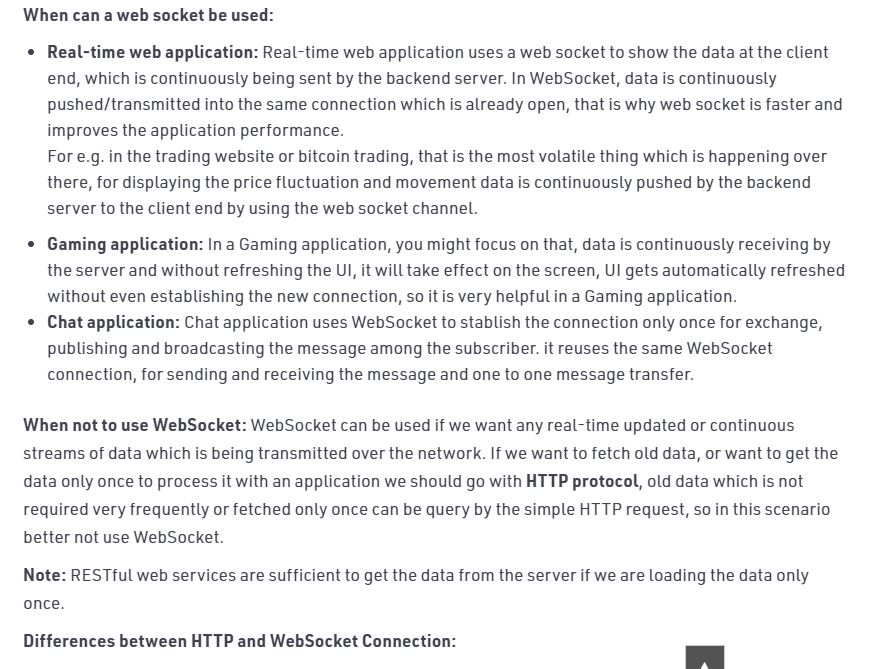 When can a web socket be used:
• Real-time web application: Real-time web application uses a web socket to show the data at the client
end, which is continuously being sent by the backend server. In WebSocket, data is continuously
pushed/transmitted into the same connection which is already open, that is why web socket is faster and
improves the application performance.
For e.g. in the trading website or bitcoin trading, that is the most volatile thing which is happening over
there, for displaying the price fluctuation and movement data is continuously pushed by the backend
server to the client end by using the web socket channel.
• Gaming application: In a Gaming application, you might focus on that, data is continuously receiving by
the server and without refreshing the UI, it will take effect on the screen, UI gets automatically refreshed
without even establishing the new connection, so it is very helpful in a Gaming application.
• Chat application: Chat application uses WebSocket to stablish the connection only once for exchange,
publishing and broadcasting the message among the subscriber. it reuses the same WebSocket
connection, for sending and receiving the message and one to one message transfer.
When not to use WebSocket: WebSocket can be used if we want any real-time updated or continuous
streams of data which is being transmitted over the network. If we want to fetch old data, or want to get the
data only once to process it with an application we should go with HTTP protocol, old data which is not
required very frequently or fetched only once can be query by the simple HTTP request, so in this scenario
better not use WebSocket.
Note: RESTful web services are sufficient to get the data from the server if we are loading the data only
once.
Differences between HTTP and WebSocket Connection: